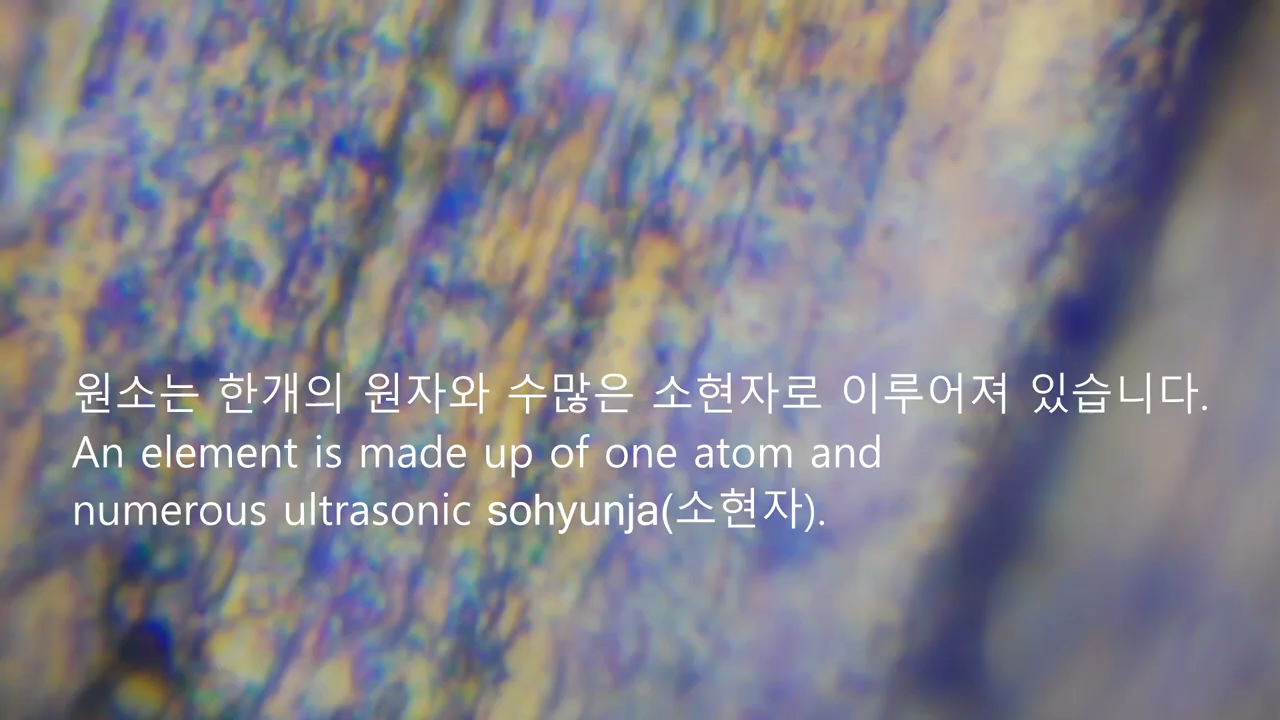 원소는 한개의 원자와 수많은 소현자로 이루어져 있습니다.
An element is made up of one atom and
numerous ultrasonic sohyunja(소현자).